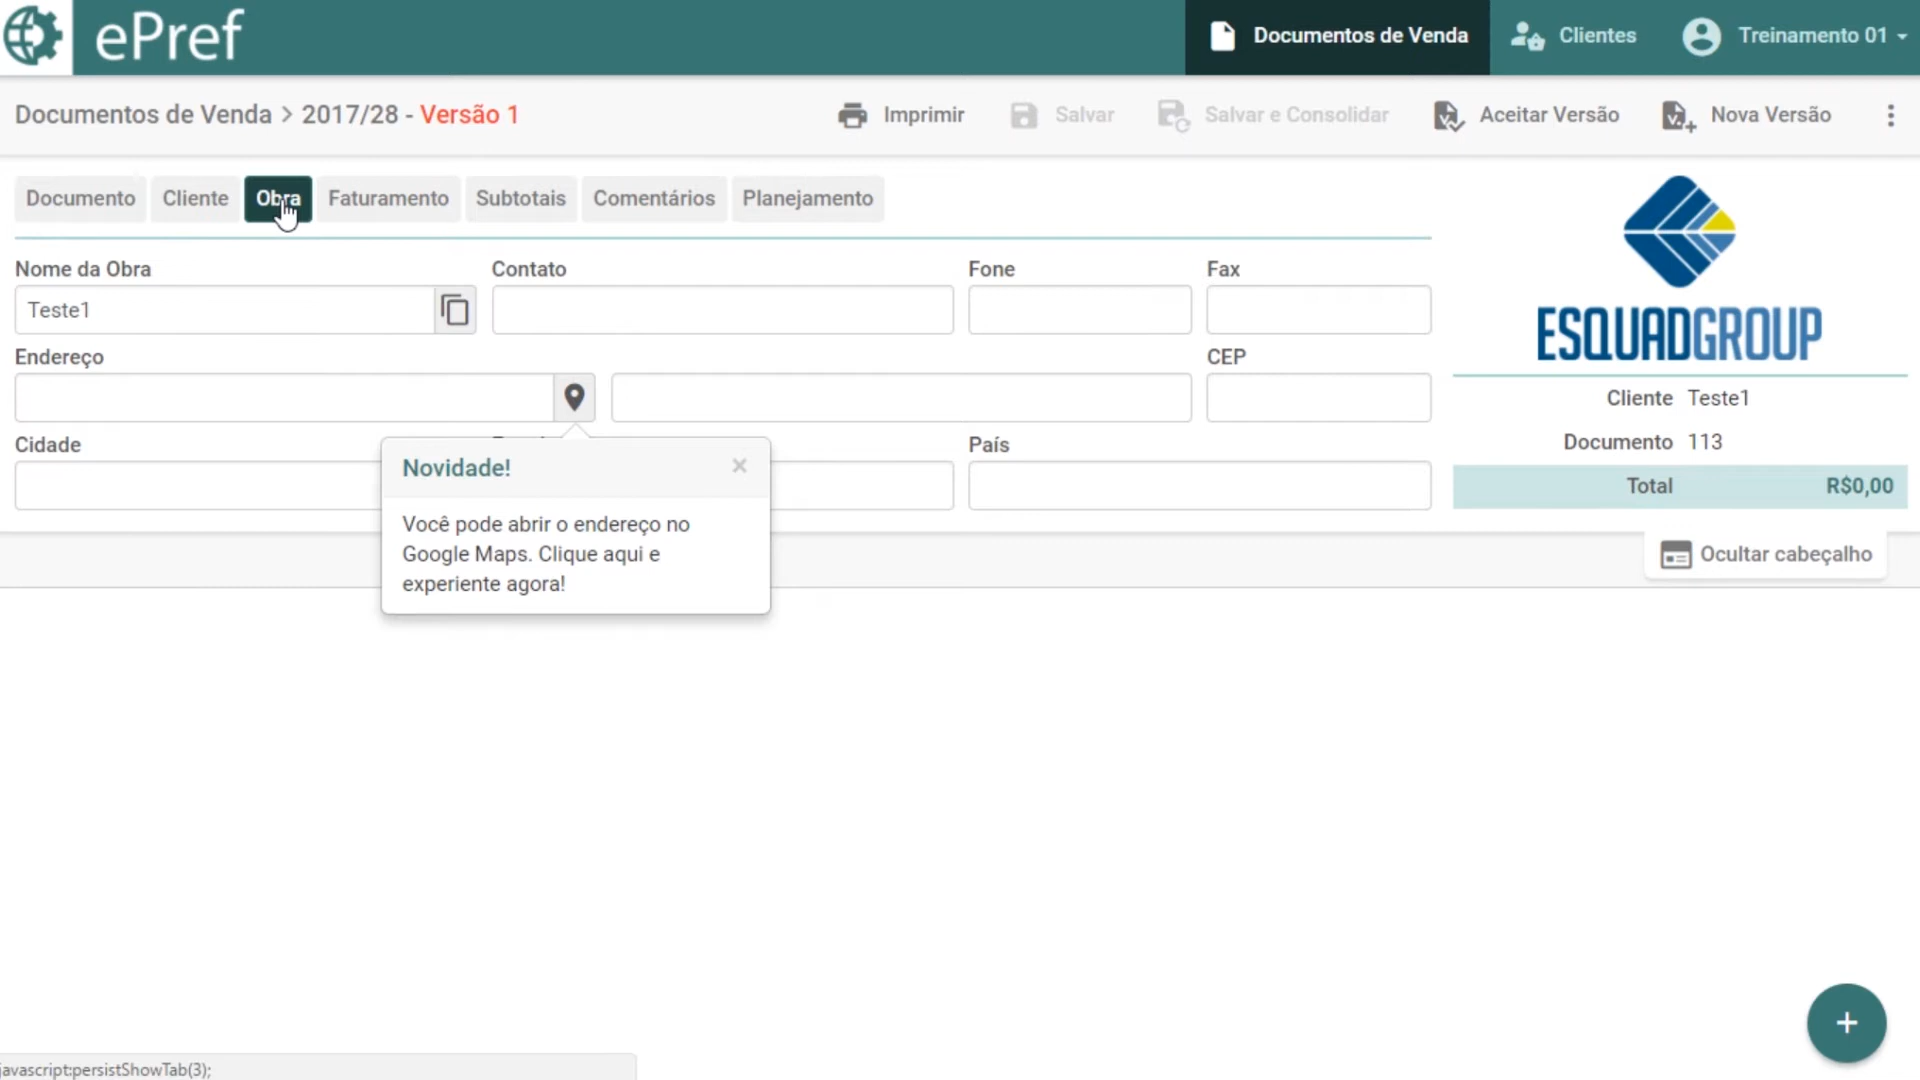 ePref
Documentos de Venda
Clientes
Treinamento 01
Documentos de Venda > 2017/28 - Versão 1
Imprimir
Salvar
Salvar e Consolidar
Aceitar Versão
Nova Versão
Documento
Cliente
Obra
Faturamento
Subtotais
Comentários
Planejamento
Nome da Obra
Contato
Fone
Fax
Teste1
Endereço
CEP
Cidade
País
Novidade!
Você pode abrir o endereço no
Google Maps. Clique aqui e
experiente agora!
ESQUADGROUP
Cliente Teste1
Documento 113
Total R$0,00
Ocultar cabeçalho
javascript:persistShowTab(3);